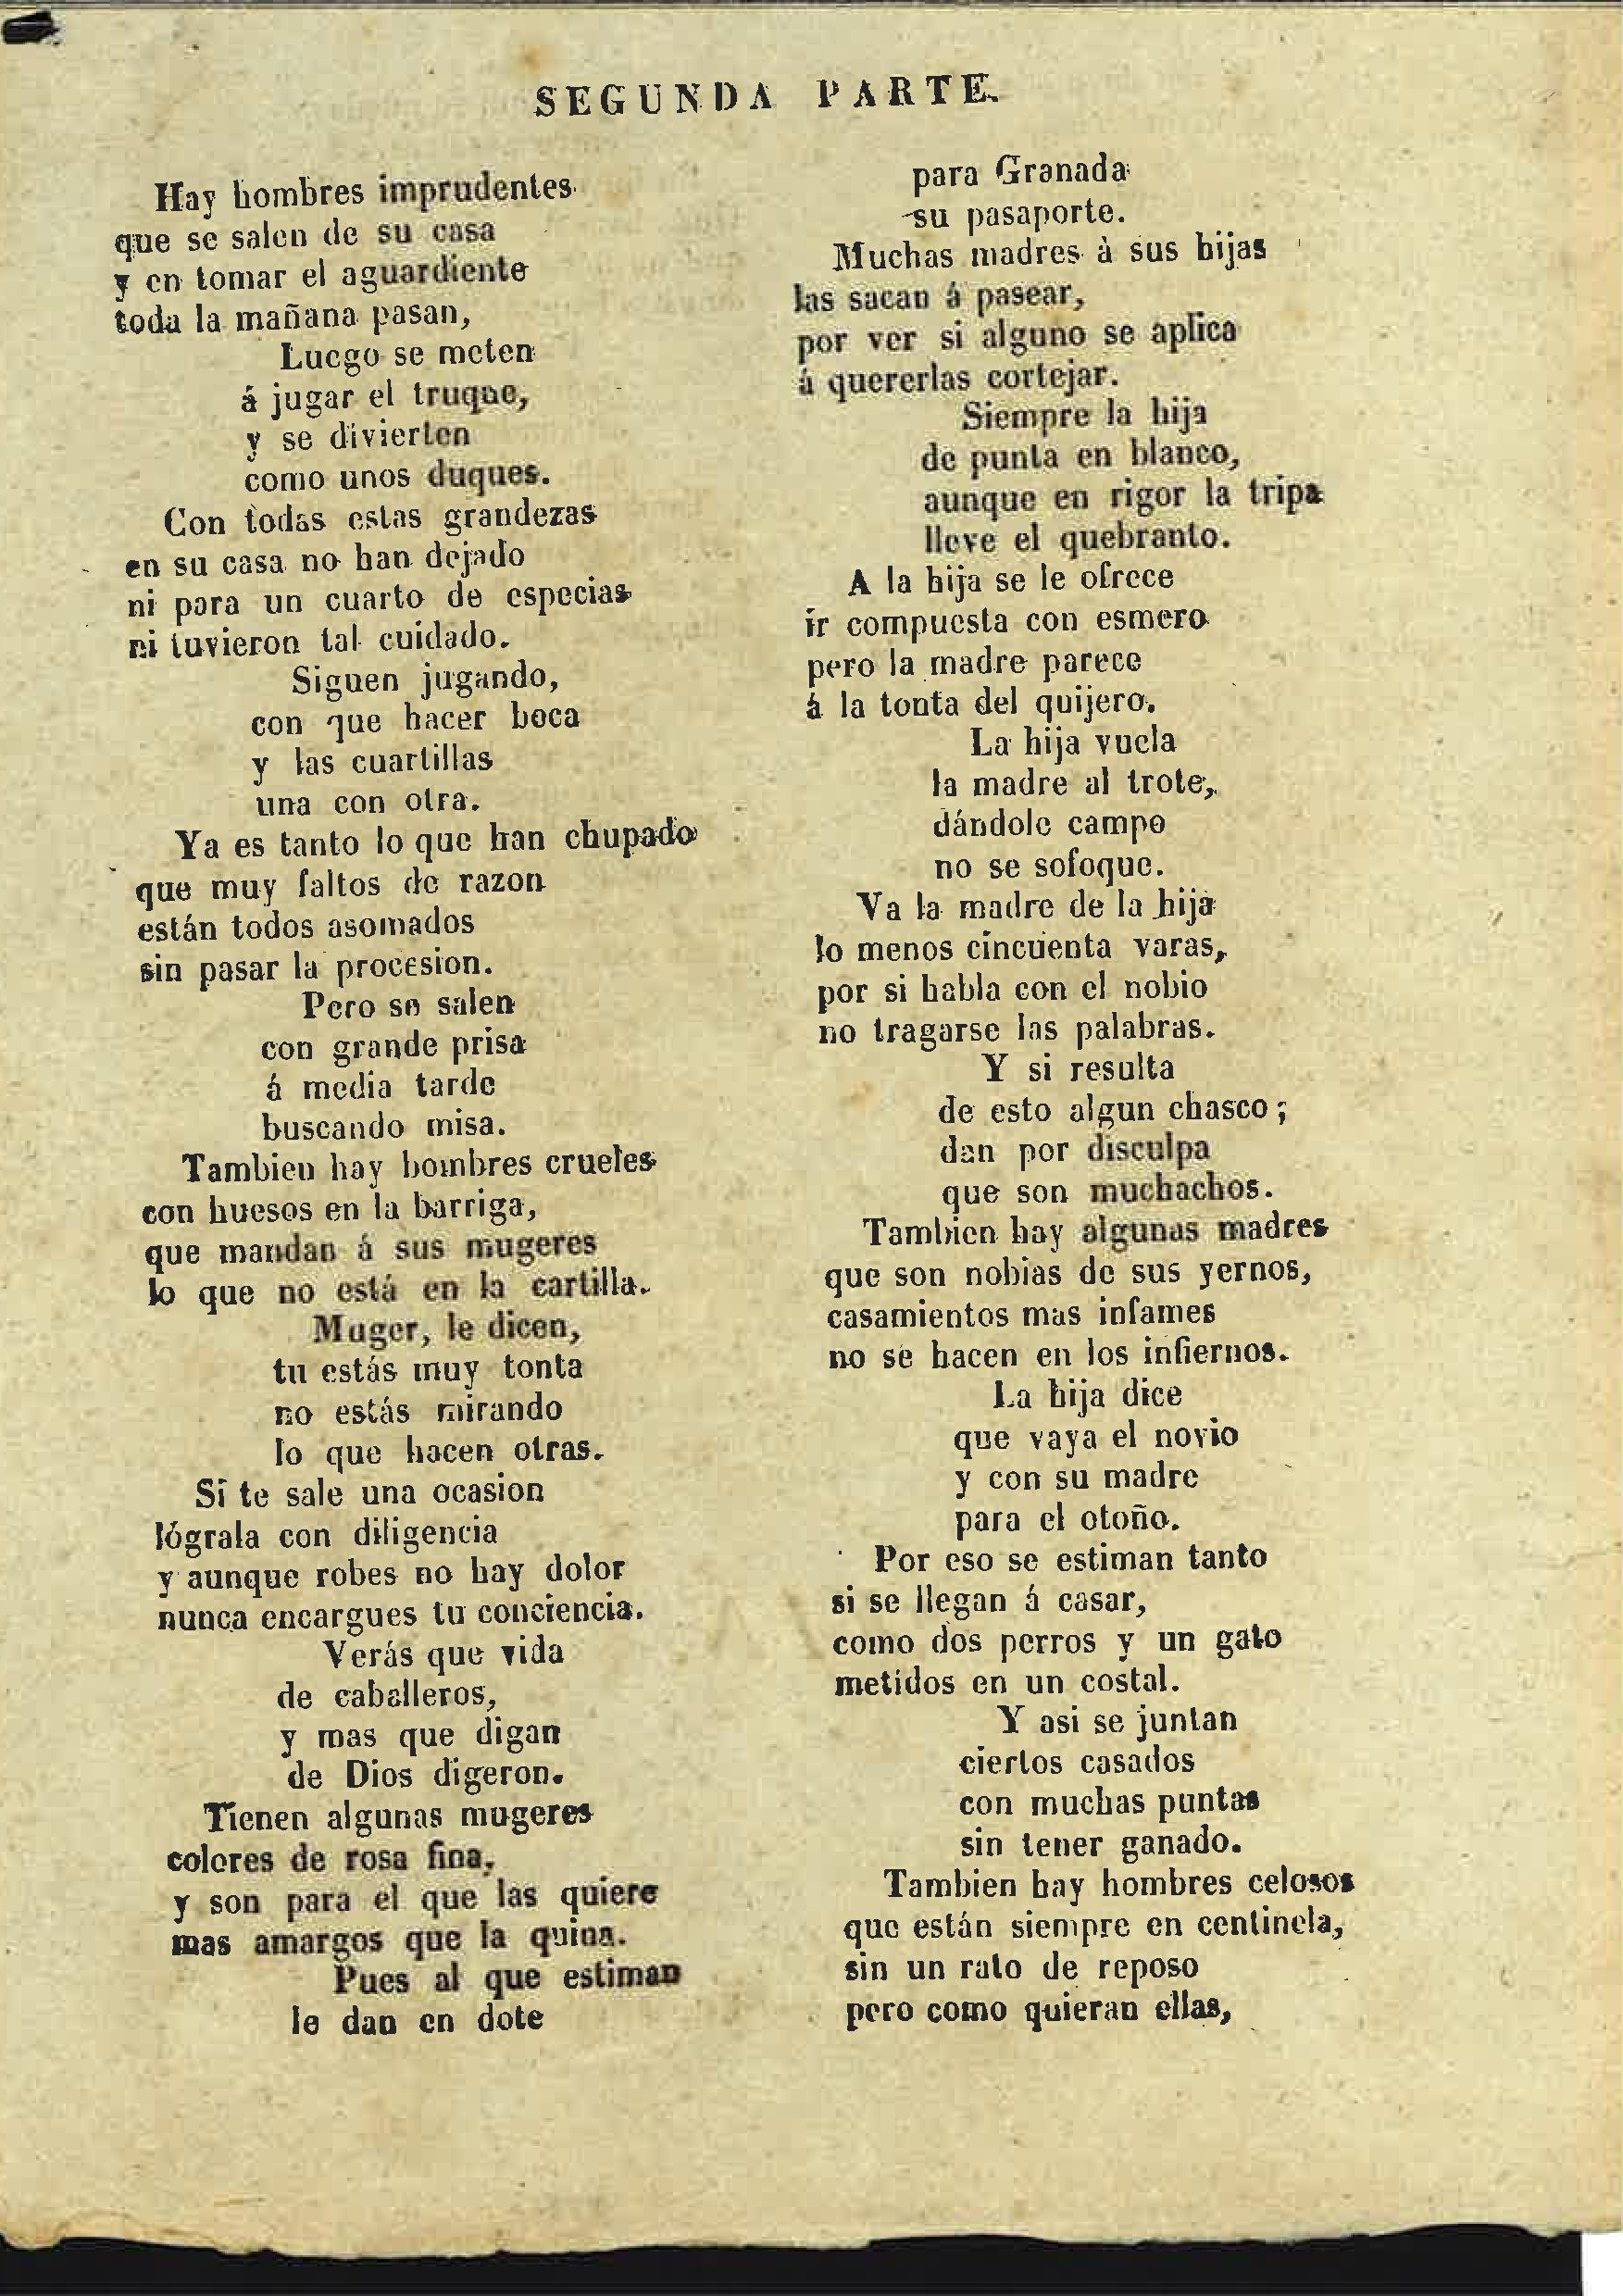 SEGUNDA PARTE.
Hay hombres imprudentes
que se salen de su casa
y en tomar el aguardiente
toda la mañana pasan,
Luego se meten
á jugar el truque,
y se divierten
como unos duques.
Con todas estas grandezas
en su casa no han dejado
ni para un cuarto de especias
ni tuvieron tal cuidado.
Siguen jugando,
con que hacer boca
y las cuartillas
una con otra.
Ya es tanto lo que han chupado
que muy faltos de razon
están todos asomados
sin pasar la procesion.
Pero se salen
con grande prisa
á media tarde
buscando misa.
Tambien hay hombres crueles
con huesos en la barriga,
que mandan á sus mugeres
lo que no está en la cartilla.
Muger, le dicen,
tu estás muy tonta
no estás mirando
lo que hacen otras.
Si te sale una ocasion
lógrala con diligencia
y aunque robes no hay dolor
nunca encargues tu conciencia.
Verás que vida
de caballeros,
y mas que digan
de Dios digeron.
Tienen algunas mugeres
colores de rosa fina,
y son para el que las quiere
mas amargos que la quina.
Pues al que estiman
le dan en dote
para Granada
su pasaporte.
Muchas madres à sus hijas
las sacan á pasear,
por ver si alguno se aplica
á quererlas cortejar.
Siempre la hija
de punta en blanco,
aunque en rigor la tripa
lleve el quebranto.
A la hija se le ofrece
ir compuesta con esmero
pero la madre parece
á la tonta del quijero.
La hija vuela
la madre al trote,
dándole campo
no se sofoque.
Va la madre de la hija
lo menos cincuenta varas,
por si habla con el nobio
no tragarse las palabras.
Y si resulta
de esto algun chasco;
dan por disculpa
que son muchachos.
Tambien hay algunas madres
que son nobias de sus yernos,
casamientos mas infames
no se hacen en los infiernos.
La hija dice
que vaya el novio
y con su madre
para el otoño.
Por eso se estiman tanto
si se llegan á casar,
como dos perros y un gato
metidos en un costal.
Y asi se juntan
ciertos casados
con muchas puntas
sin tener ganado.
Tambien hay hombres celosos
que están siempre en centinela,
sin un rato de reposo
pero como quieran ellas,